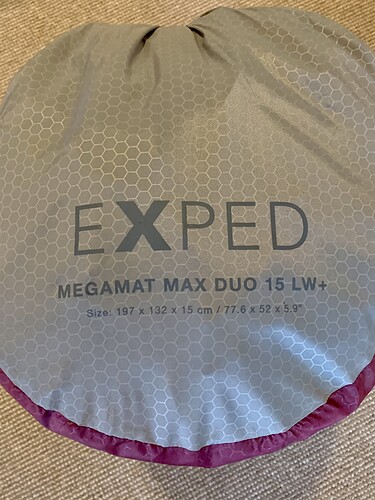 EXPED
MEGAMAT MAX DUO 15 LW+
Size: 197 x 132 x 15 cm / 77.6 x 52 x 5.9"